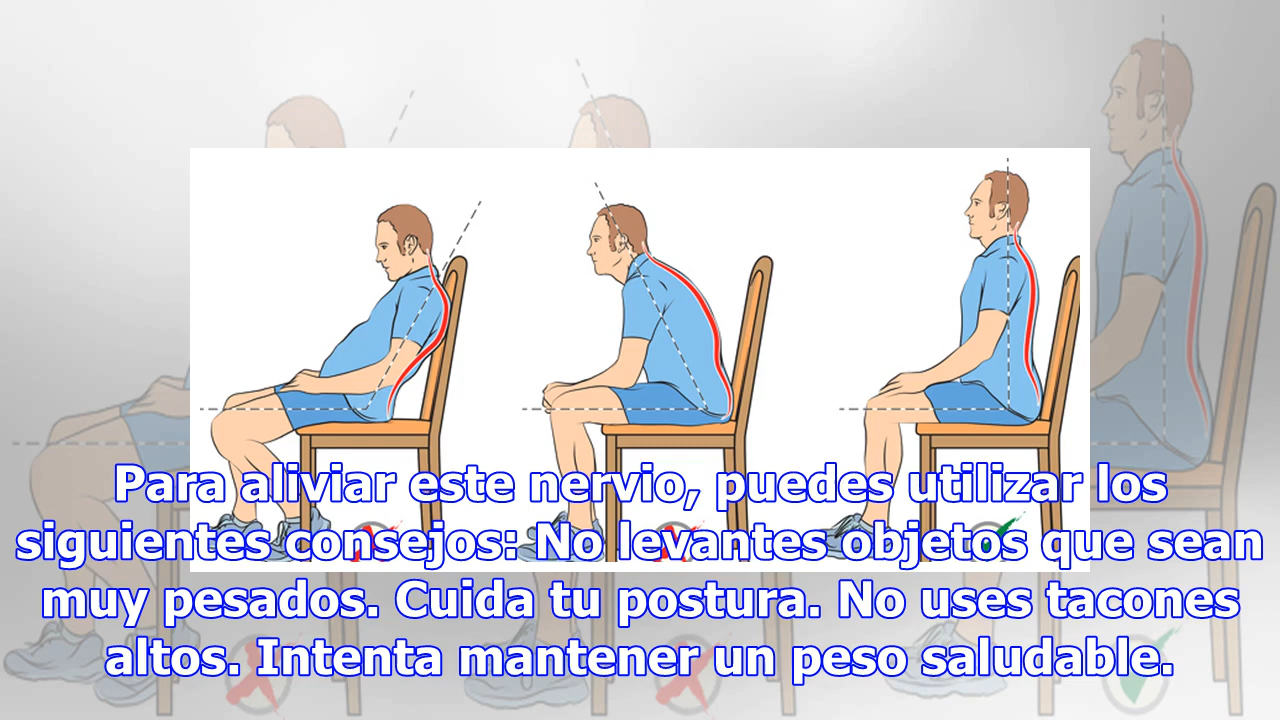 Para aliviar este nervio, puedes utilizar los
siguientes consejos: No levantes objetos que sean
muy pesados. Cuida tu postura. No uses tacones
altos. Intenta mantener un peso saludable.